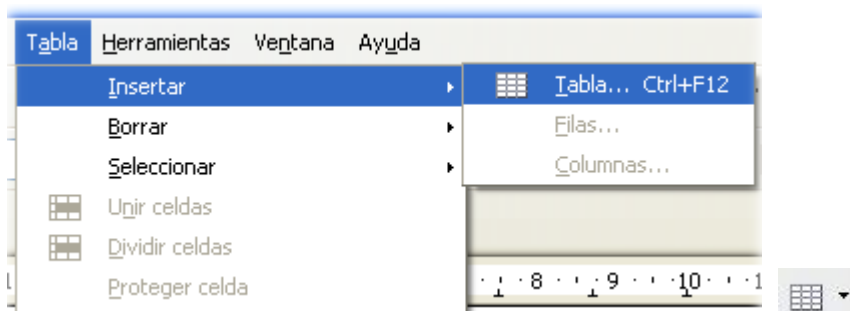 Tabla Herramientas Ventana Ayuda
Insertar
Tabla... Ctrl+F12
Borrar
Filas...
Seleccionar
Columnas...
Unir celdas
Dividir celdas
Proteger celda
8 9 10 1